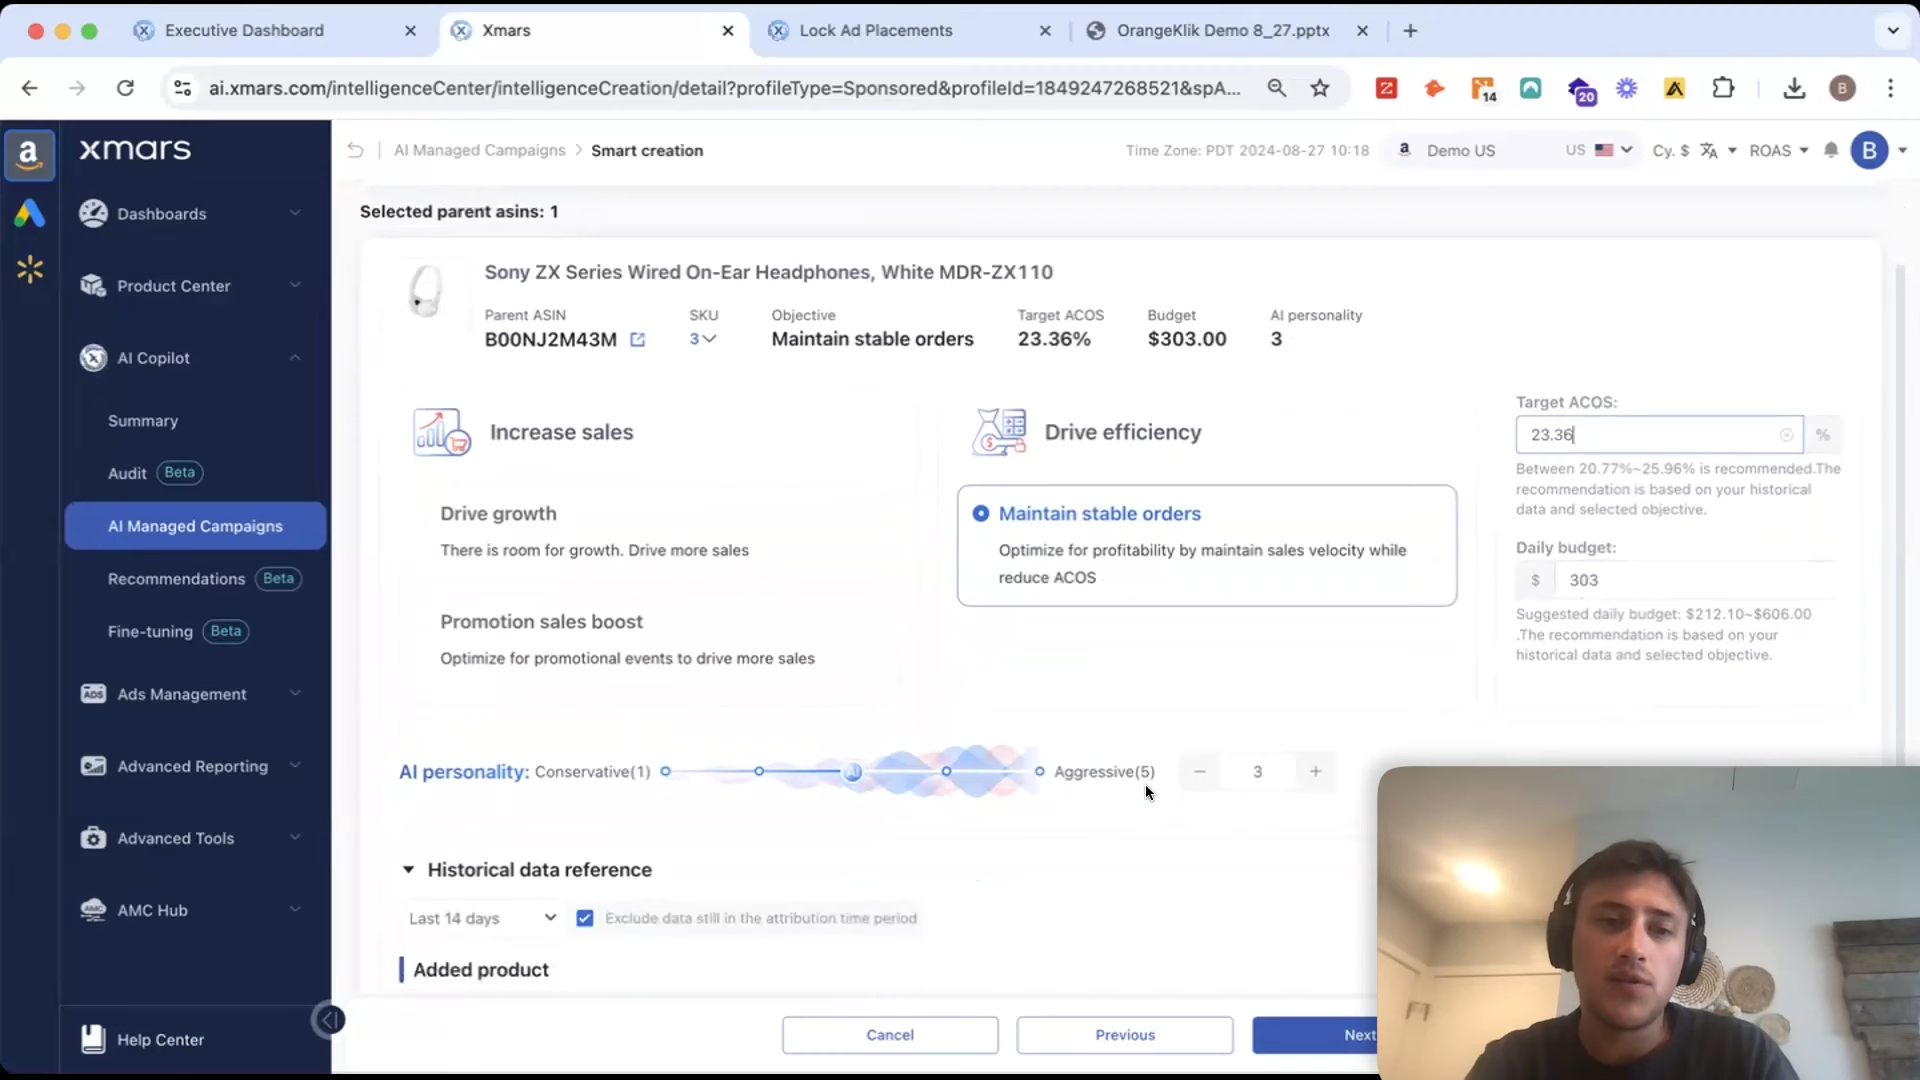 Executive Dashboard
Xmars
Lock Ad Placements
OrangeKlik Demo 8_27.pptx
ai.xmars.com/intelligenceCenter/intelligenceCreation/detail?profileType=Sponsored&profileId=1849247268521&spA...
14
20
B
xmars
AI Managed Campaigns > Smart creation
Time Zone: PDT 2024-08-27 10:18
a Demo US
US
Cy. $
ROAS
B
Dashboards
Product Center
AI Copilot
Summary
Audit Beta
AI Managed Campaigns
Recommendations Beta
Fine-tuning Beta
ADS Ads Management
Advanced Reporting
Advanced Tools
AMC AMC Hub
Help Center
Selected parent asins: 1
Sony ZX Series Wired On-Ear Headphones, White MDR-ZX110
Parent ASIN SKU Objective Target ACOS Budget AI personality
B00NJ2M43M 3 Maintain stable orders 23.36% $303.00 3
Increase sales
Drive growth
There is room for growth. Drive more sales
Promotion sales boost
Optimize for promotional events to drive more sales
Drive efficiency
Maintain stable orders
Optimize for profitability by maintain sales velocity while
reduce ACOS
Target ACOS:
23.36 %
Between 20.77%~25.96% is recommended.The
recommendation is based on your historical
data and selected objective.
Daily budget:
$ 303
Suggested daily budget: $212.10~$606.00
.The recommendation is based on your
historical data and selected objective.
AI personality: Conservative(1) AI Aggressive(5) − 3 +
Historical data reference
Last 14 days Exclude data still in the attribution time period
Added product
Cancel
Previous
Next